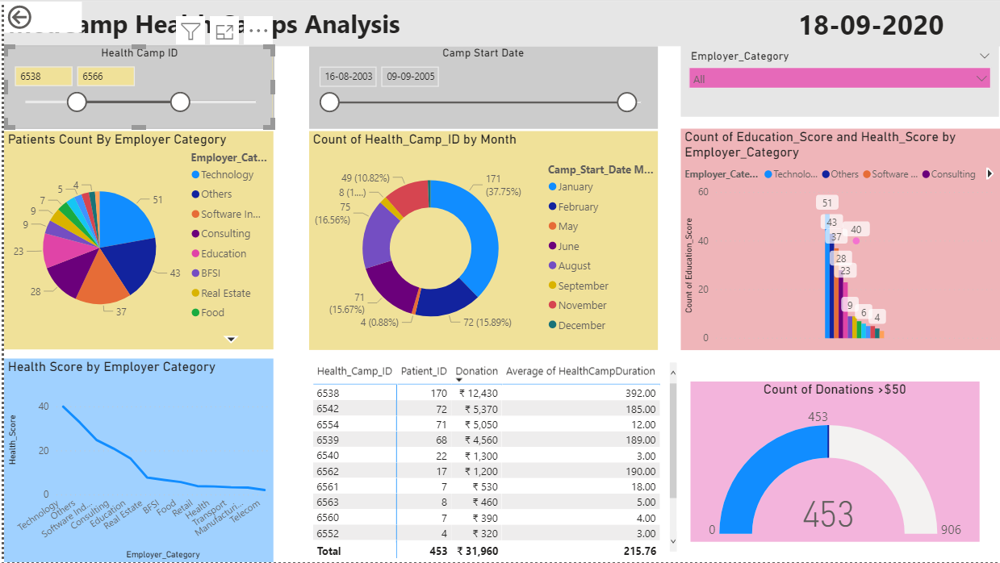 Camp Health Camps Analysis
18-09-2020
Health Camp ID
6538 6566
Camp Start Date
16-08-2003 09-09-2005
Employer_Category
All
Patients Count By Employer Category
Employer_Cat...
Technology
Others
Software In...
Consulting
Education
BFSI
Real Estate
Food
51
43
37
28
23
9
9
7
5
4
Count of Health_Camp_ID by Month
Camp_Start_Date M...
January
February
May
June
August
September
November
December
171
(37.75%)
72 (15.89%)
4 (0.88%)
71
(15.67%)
75
(16.56%)
8 (1....)
49 (10.82%)
Count of Education_Score and Health_Score by
Employer_Category
Employer_Cate... Technolo... Others Software ... Consulting
Count of Education_Score
60
40
20
0
51
43
37
40
28
23
9
6
4
Health Score by Employer Category
Health_Score
40
20
0
Technology
Others
Software Ind...
Consulting
Education
Real Estate
BFSI
Food
Retail
Health
Transport
Manufacturi...
Telecom
Employer_Category
Health_Camp_ID Patient_ID Donation Average of HealthCampDuration
6538 170 ₹ 12,430 392.00
6542 72 ₹ 5,370 185.00
6554 71 ₹ 5,050 12.00
6539 68 ₹ 4,560 189.00
6540 22 ₹ 1,300 3.00
6562 17 ₹ 1,200 190.00
6561 7 ₹ 530 18.00
6563 8 ₹ 460 5.00
6560 7 ₹ 390 4.00
6552 4 ₹ 320 3.00
Total 453 ₹ 31,960 215.76
Count of Donations >$50
453
453
0
906